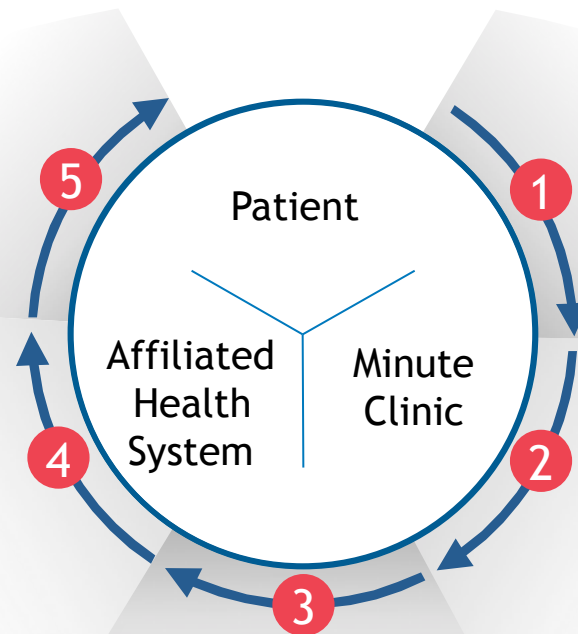 5
1
Patient
Affiliated
Health
System
Minute
Clinic
4
2
3